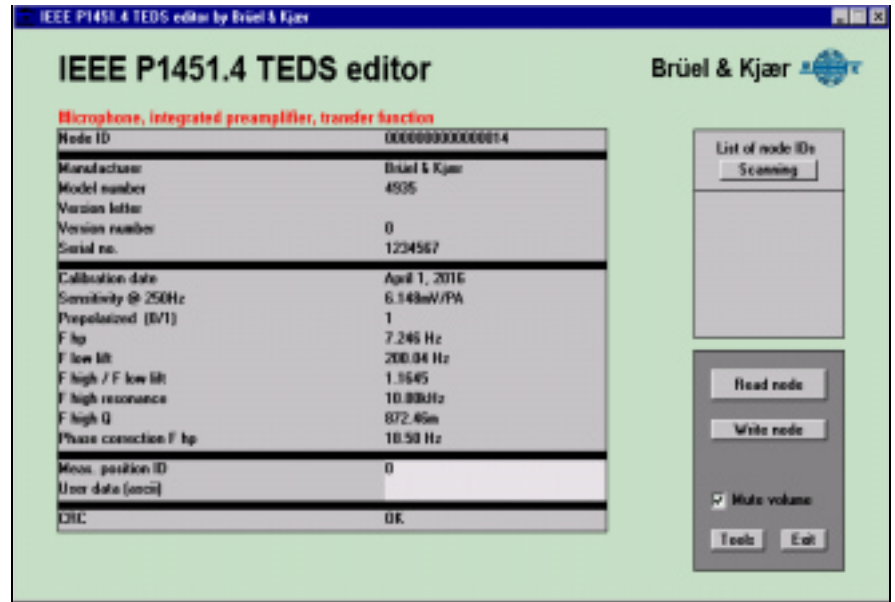 IEEE P1451.4 TEDS editor by Brüel & Kjær
IEEE P1451.4 TEDS editor
Brüel & Kjær
Microphone, integrated preamplifier, transfer function
Node ID 0000000000000014
Manufacturer Brüel & Kjær
Model number 4935
Version letter
Version number 0
Serial no. 1234567
Calibration date April 1, 2016
Sensitivity @ 250Hz 6.148mV/PA
Prepolarized (0/1) 1
F hp 7.246 Hz
F low lift 200.04 Hz
F high / F low lift 1.1645
F high resonance 10.00kHz
F high Q 872.46m
Phase correction F hp 10.50 Hz
Meas. position ID 0
User data (ascii)
CRC OK
List of node IDs
Scanning
Read node
Write node
Mute volume
Tools Exit